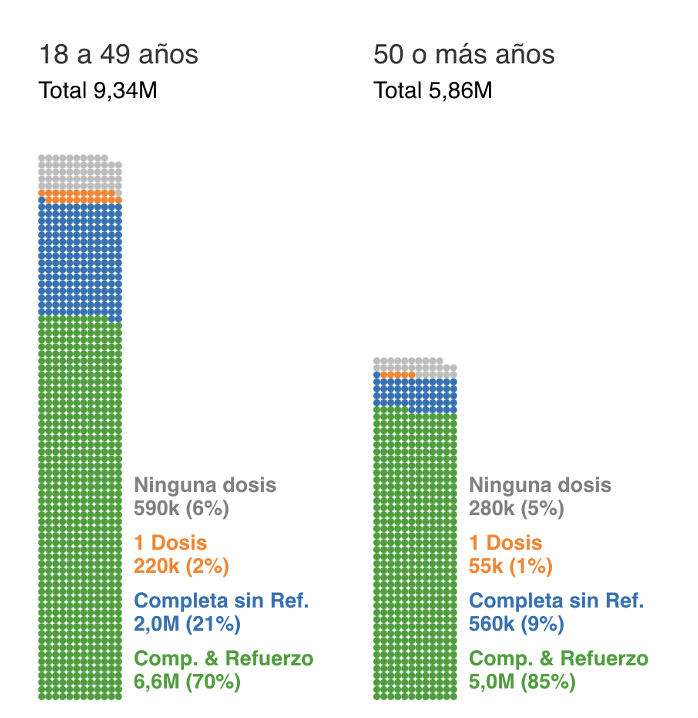 18 a 49 años
Total 9,34M
Ninguna dosis
590k (6%)
1 Dosis
220k (2%)
Completa sin Ref.
2,0M (21%)
Comp. & Refuerzo
6,6M (70%)
50 o más años
Total 5,86M
Ninguna dosis
280k (5%)
1 Dosis
55k (1%)
Completa sin Ref.
560k (9%)
Comp. & Refuerzo
5,0M (85%)